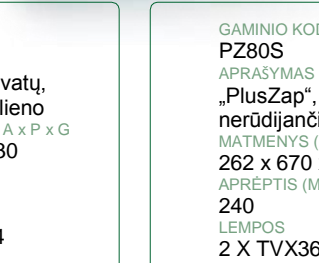 vatų,
lieno
A x P x G
30
4
GAMINIO KOD
PZ80S
APRAšYMAS
„PlusZap“,
nerūdijanči
MATMENYS (
262 x 670
APRĖPTIS (M
240
LEMPOS
2 X TVX36